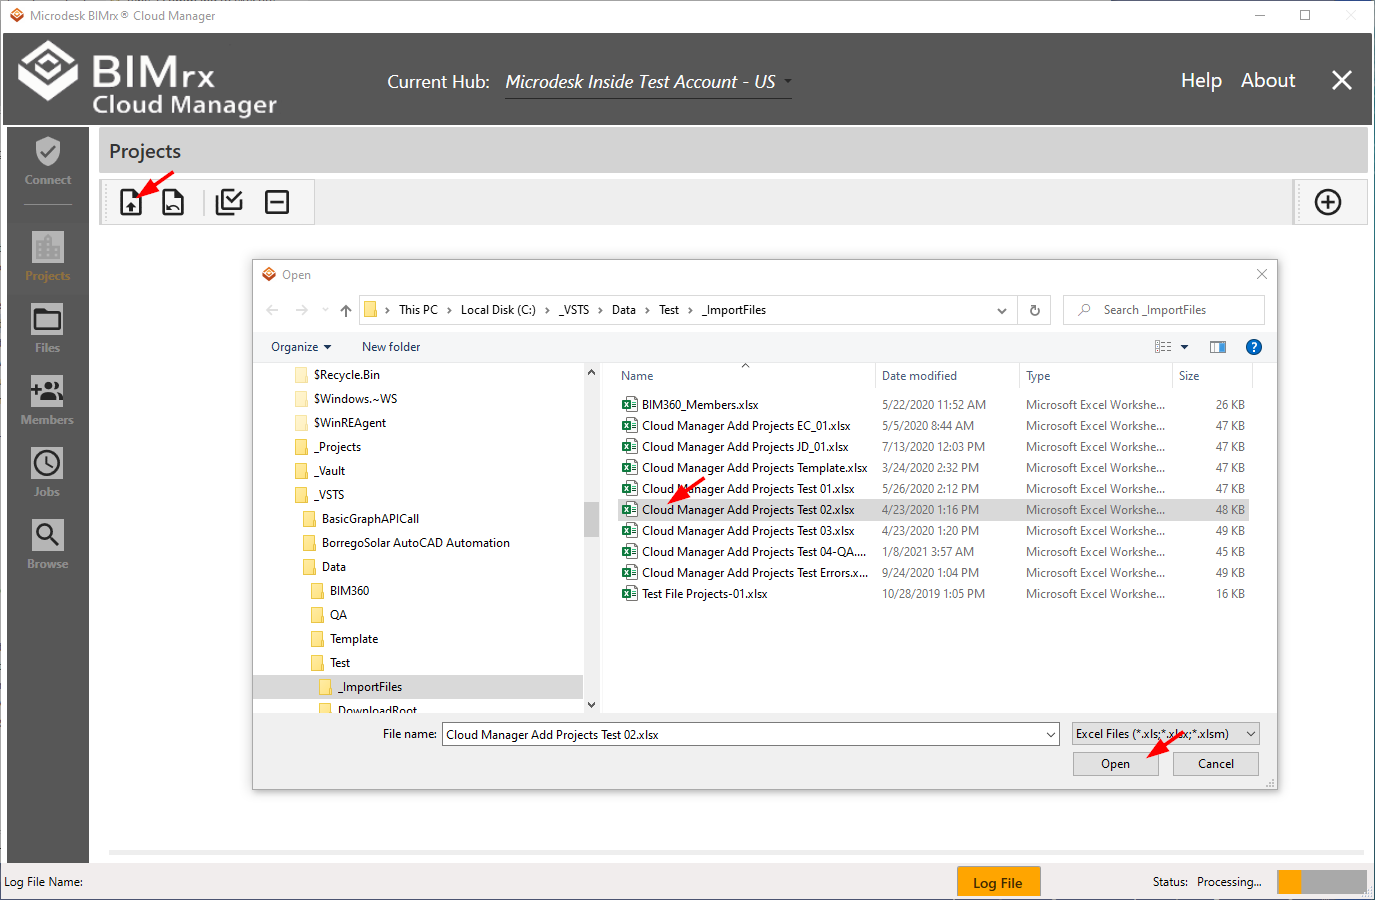 Microdesk BIMrx® Cloud Manager
BIMrx
Cloud Manager
Current Hub: Microdesk Inside Test Account - US
Help About
Connect
Projects
Files
Members
Jobs
Browse
Projects
Open
This PC > Local Disk (C:) > _VSTS > Data > Test > _ImportFiles
Search _ImportFiles
Organize
New folder
$Recycle.Bin
$Windows.~WS
$WinREAgent
_Projects
_Vault
_VSTS
BasicGraphAPICall
BorregoSolar AutoCAD Automation
Data
BIM360
QA
Template
Test
_ImportFiles
DownloadRoot
Name Date modified Type Size
BIM360_Members.xlsx 5/22/2020 11:52 AM Microsoft Excel Workshe... 26 KB
Cloud Manager Add Projects EC_01.xlsx 5/5/2020 8:44 AM Microsoft Excel Workshe... 47 KB
Cloud Manager Add Projects JD_01.xlsx 7/13/2020 12:03 PM Microsoft Excel Workshe... 47 KB
Cloud Manager Add Projects Template.xlsx 3/24/2020 2:32 PM Microsoft Excel Workshe... 47 KB
Cloud Manager Add Projects Test 01.xlsx 5/26/2020 2:12 PM Microsoft Excel Workshe... 47 KB
Cloud Manager Add Projects Test 02.xlsx 4/23/2020 1:16 PM Microsoft Excel Workshe... 48 KB
Cloud Manager Add Projects Test 03.xlsx 4/23/2020 1:20 PM Microsoft Excel Workshe... 49 KB
Cloud Manager Add Projects Test 04-QA.... 1/8/2021 3:57 AM Microsoft Excel Workshe... 45 KB
Cloud Manager Add Projects Test Errors.x... 9/24/2020 1:04 PM Microsoft Excel Workshe... 49 KB
Test File Projects-01.xlsx 10/28/2019 1:05 PM Microsoft Excel Workshe... 16 KB
File name: Cloud Manager Add Projects Test 02.xlsx
Excel Files (*.xls;*.xlsx;*.xlsm)
Open
Cancel
Log File Name:
Log File
Status: Processing...